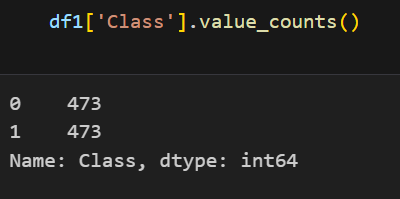 df1['Class'].value_counts()
0    473
1    473
Name: Class, dtype: int64